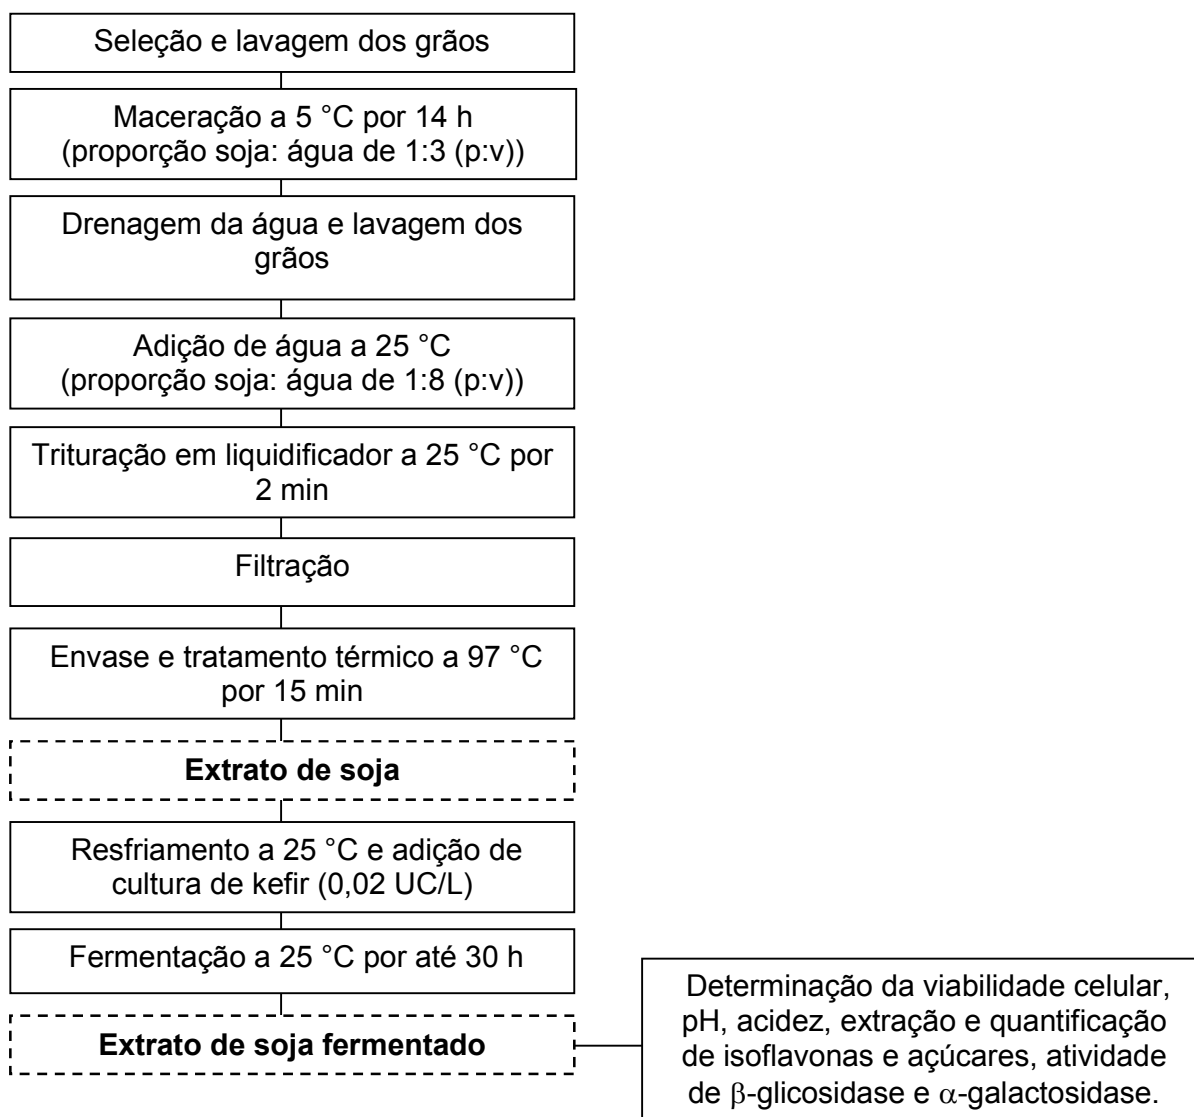 Seleção e lavagem dos grãos
Maceração a 5 °C por 14 h
(proporção soja: água de 1:3 (p:v))
Drenagem da água e lavagem dos
grãos
Adição de água a 25 °C
(proporção soja: água de 1:8 (p:v))
Trituração em liquidificador a 25 °C por
2 min
Filtração
Envase e tratamento térmico a 97 °C
por 15 min
Extrato de soja
Resfriamento a 25 °C e adição de
cultura de kefir (0,02 UC/L)
Fermentação a 25 °C por até 30 h
Extrato de soja fermentado
Determinação da viabilidade celular,
pH, acidez, extração e quantificação
de isoflavonas e açúcares, atividade
de β-glicosidase e α-galactosidase.